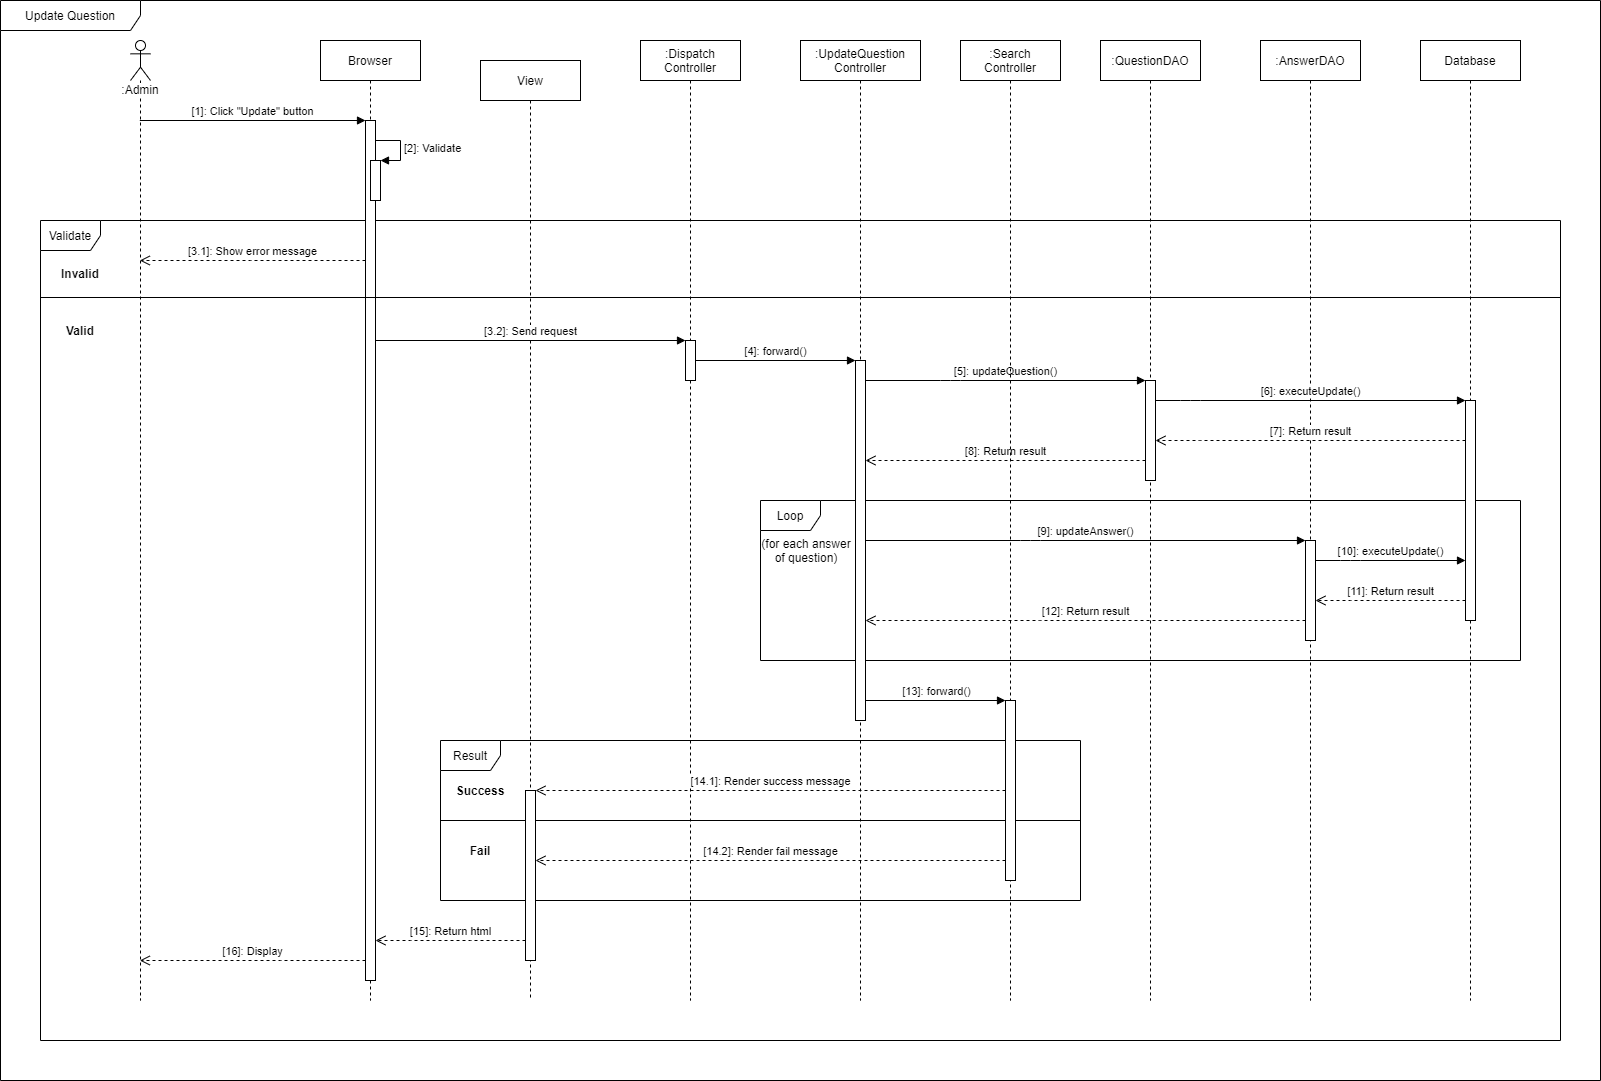 Update Question
:Admin
Browser
View
:Dispatch
Controller
:UpdateQuestion
Controller
:Search
Controller
:QuestionDAO
:AnswerDAO
Database
[1]: Click "Update" button
[2]: Validate
Validate
[3.1]: Show error message
Invalid
Valid
[3.2]: Send request
[4]: forward()
[5]: updateQuestion()
[6]: executeUpdate()
[7]: Return result
[8]: Return result
Loop
(for each answer
of question)
[9]: updateAnswer()
[10]: executeUpdate()
[11]: Return result
[12]: Return result
[13]: forward()
Result
[14.1]: Render success message
Success
Fail
[14.2]: Render fail message
[15]: Return html
[16]: Display